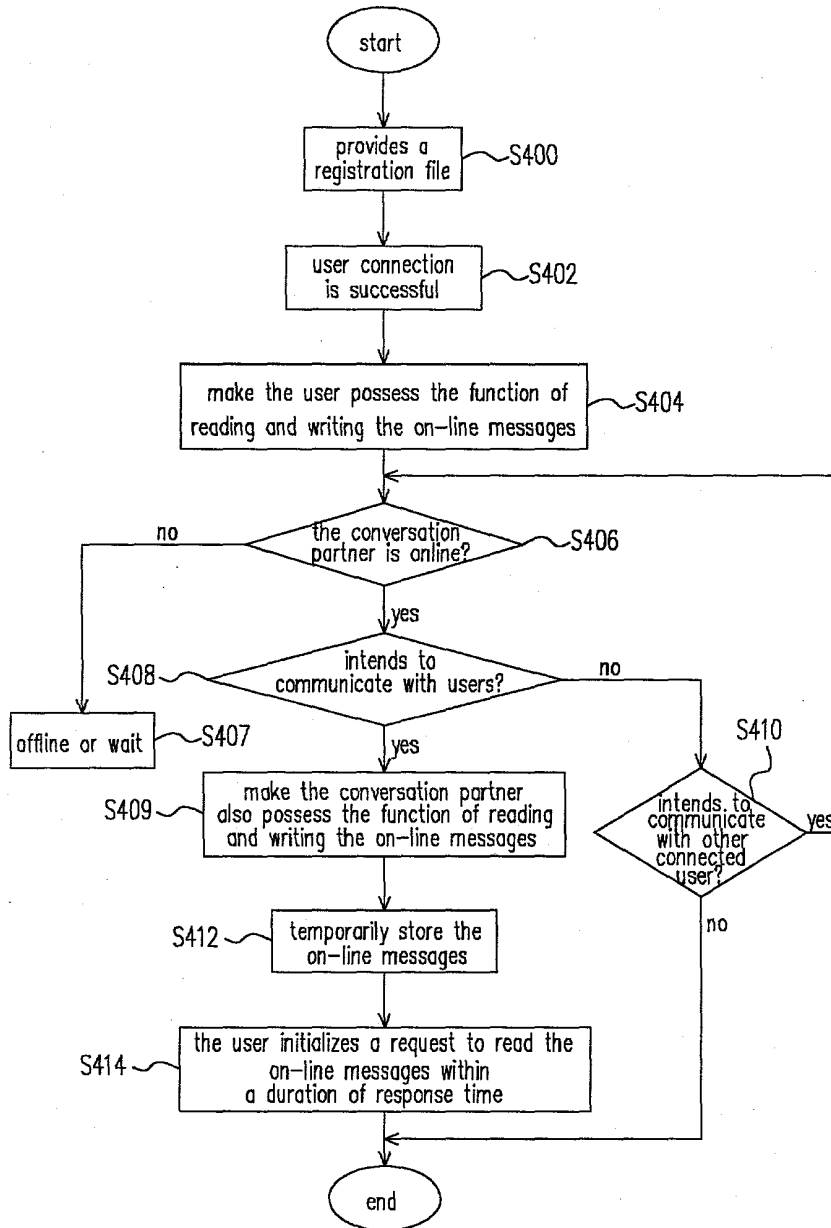 start
provides a
registration file
S400
user connection
is successful
S402
make the user possess the function of
reading and writing the on-line messages
S404
no
the conversation
partner is online?
S406
yes
S408
intends to
communicate with users?
no
offline or wait
S407
yes
S410
S409
make the conversation partner
also possess the function of reading
and writing the on-line messages
intends to
communicate
with other
connected
user?
yes
no
S412
temporarily store the
on-line messages
S414
the user initializes a request to read the
on-line messages within
a duration of response time
end